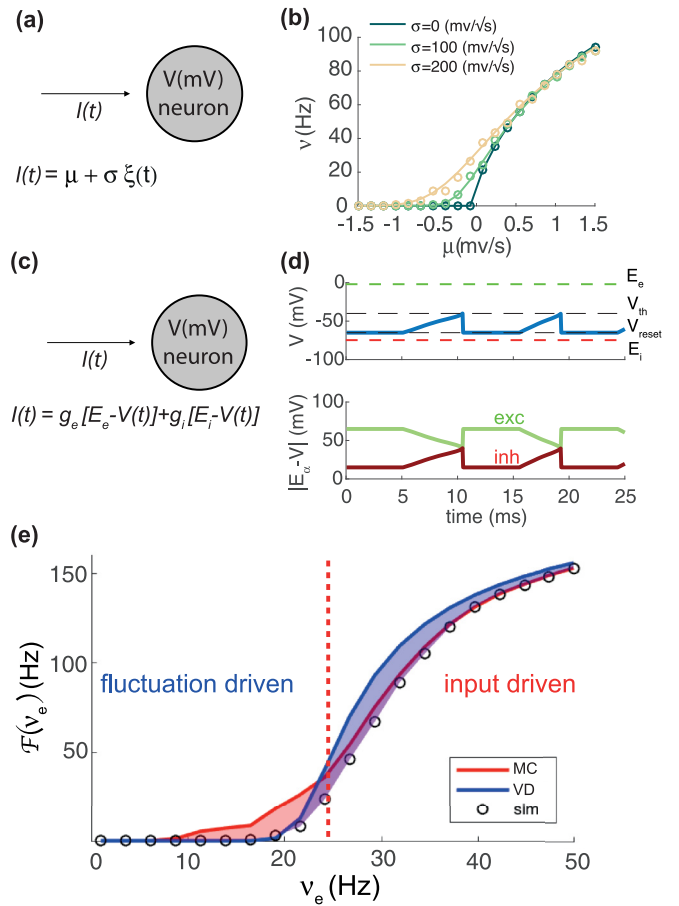 (a)
V(mV)
neuron
I(t)
I(t) = μ + σ ξ(t)
(b)
σ=0 (mv/√s)
σ=100 (mv/√s)
σ=200 (mv/√s)
ν (Hz)
100
80
60
40
20
0
-1.5 -1 -0.5 0 0.5 1 1.5
μ(mv/s)
(c)
V(mV)
neuron
I(t)
I(t) = g_e [E_e-V(t)]+g_i[E_i-V(t)]
(d)
V (mV)
0
-50
-100
E_e
V_th
V_reset
E_i
|E_α-V| (mV)
100
50
0
exc
inh
0 5 10 15 20 25
time (ms)
(e)
ℱ(ν_e) (Hz)
150
100
50
fluctuation driven
input driven
MC
VD
sim
0 10 20 30 40 50
ν_e (Hz)